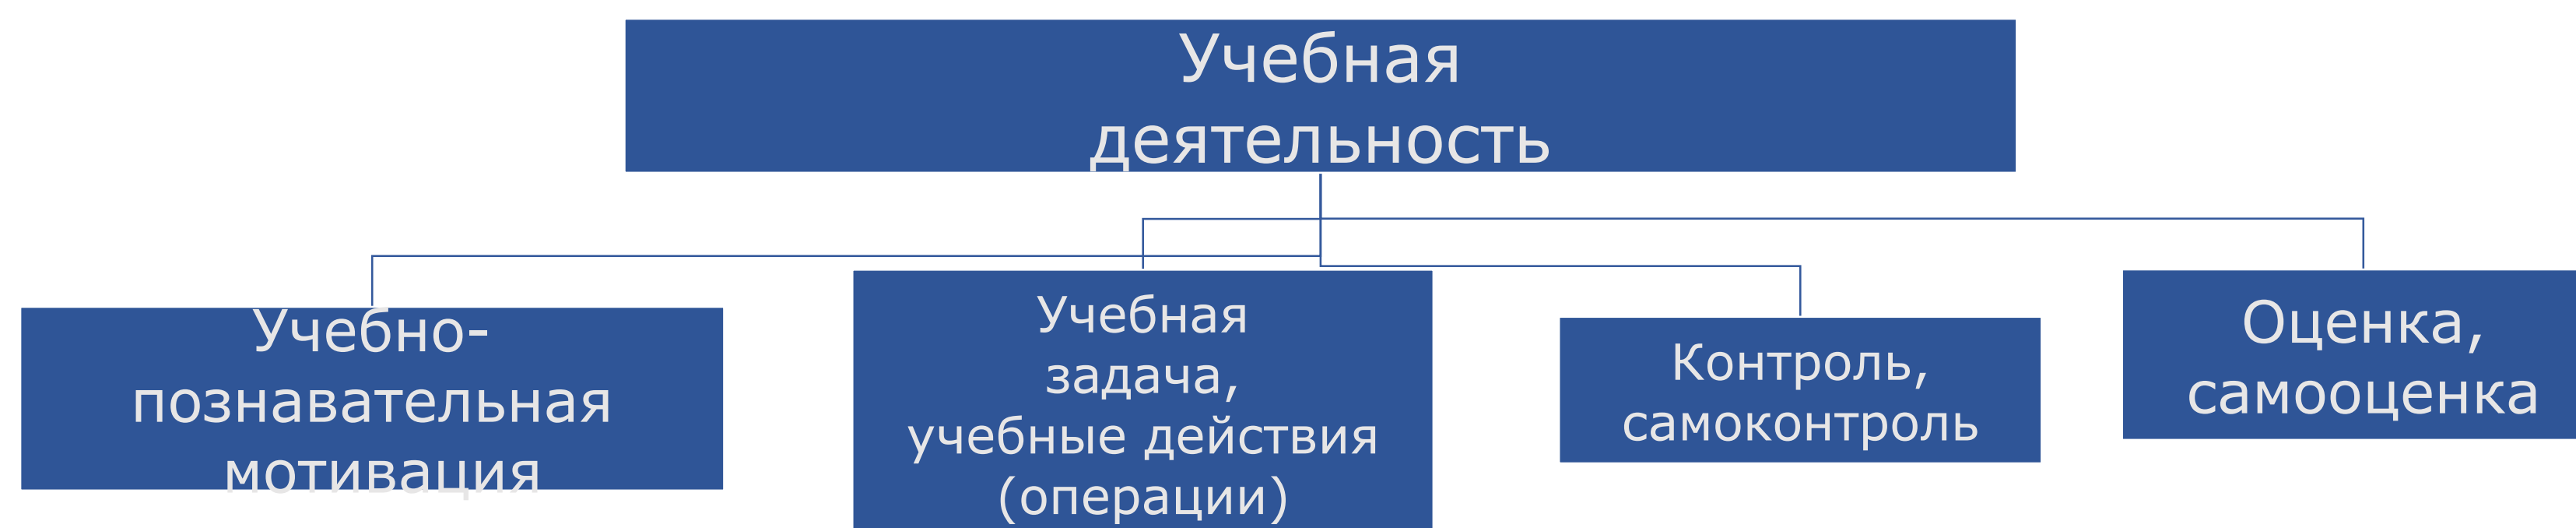 Учебная
деятельность
Учебно-
познавательная
мотивация
Учебная
задача,
учебные действия
(операции)
Контроль,
самоконтроль
Оценка,
самооценка